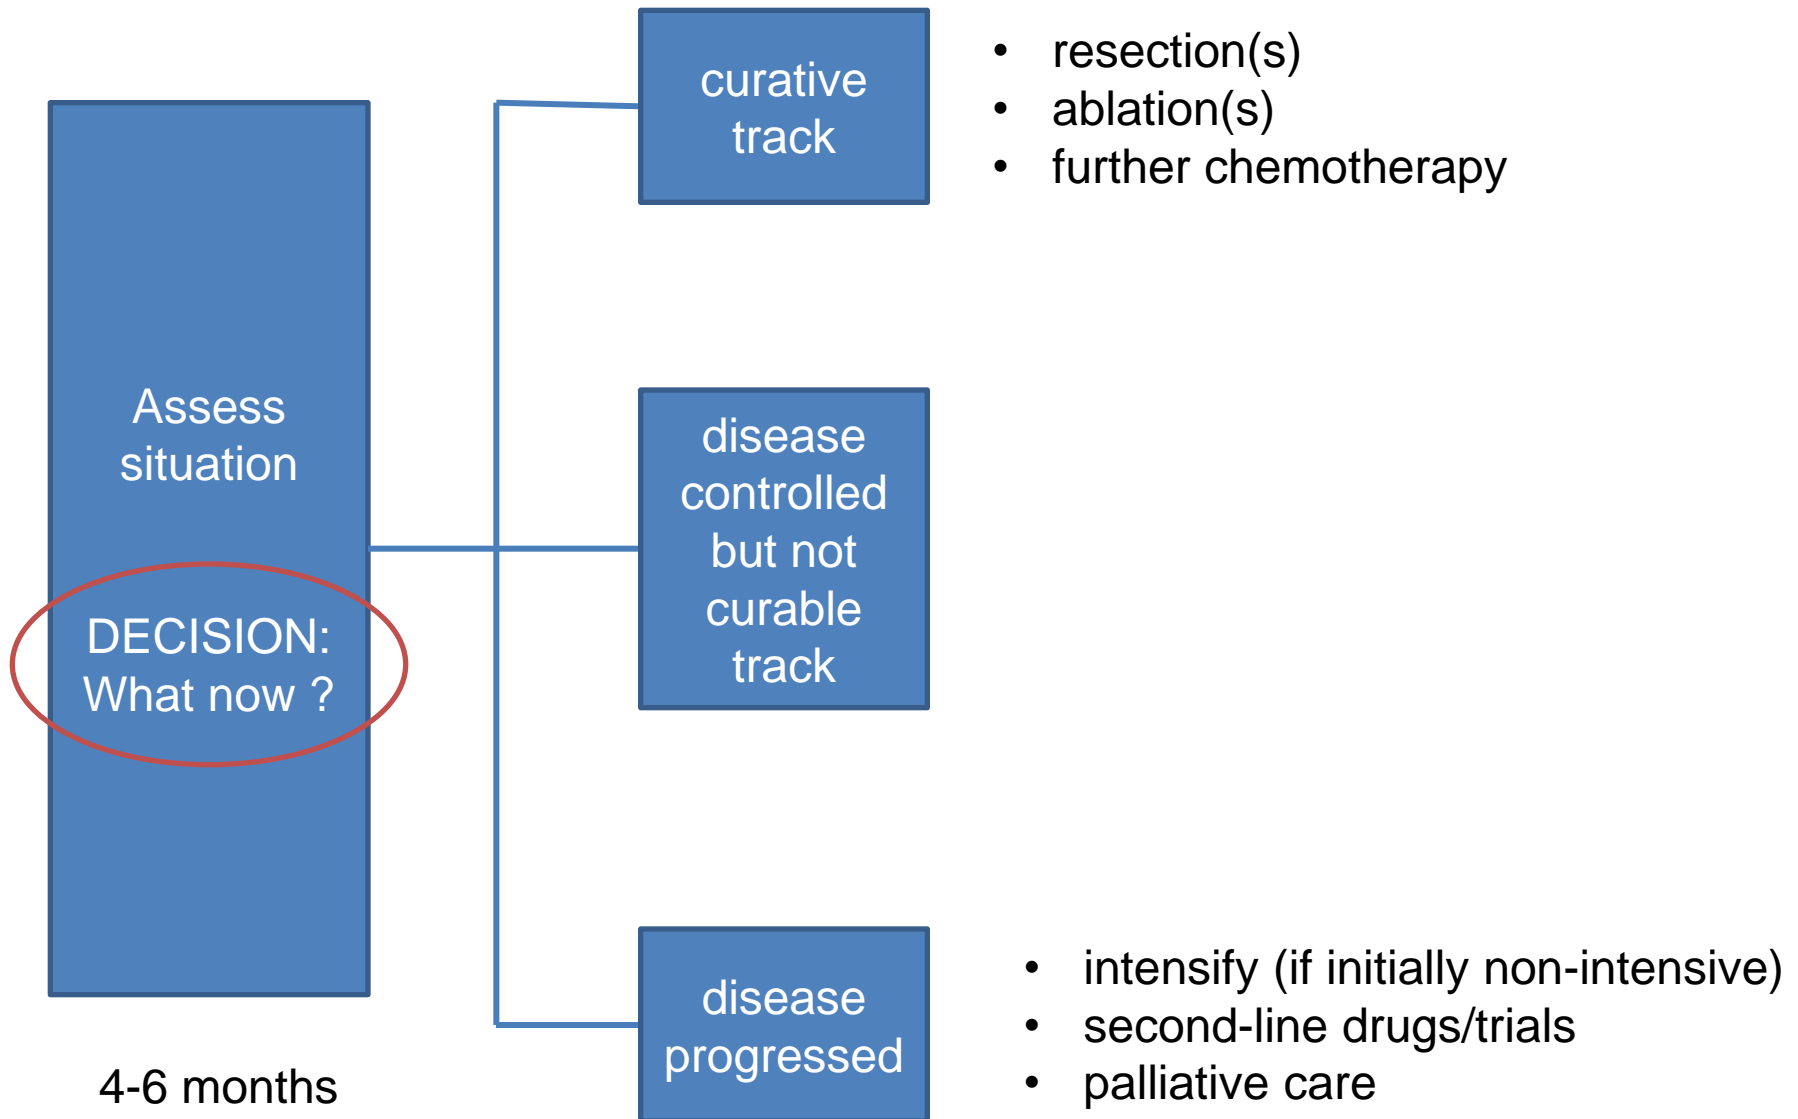 Assess
situation
DECISION:
What now ?
4-6 months
curative
track
• resection(s)
• ablation(s)
• further chemotherapy
disease
controlled
but not
curable
track
disease
progressed
• intensify (if initially non-intensive)
• second-line drugs/trials
• palliative care